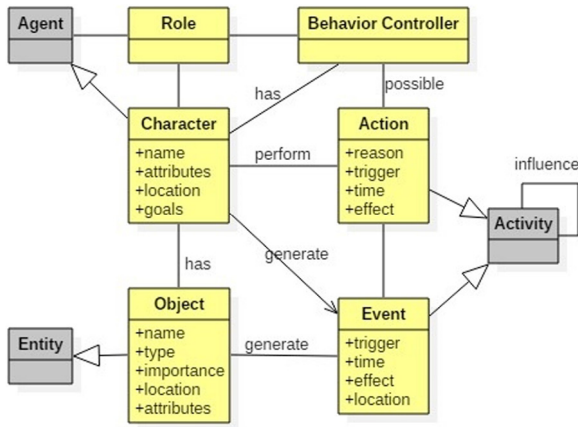 Agent
Role
Behavior Controller
has
possible
Character
+name
+attributes
+location
+goals
perform
Action
+reason
+trigger
+time
+effect
influence
Activity
has
generate
Object
+name
+type
+importance
+location
+attributes
Entity
generate
Event
+trigger
+time
+effect
+location